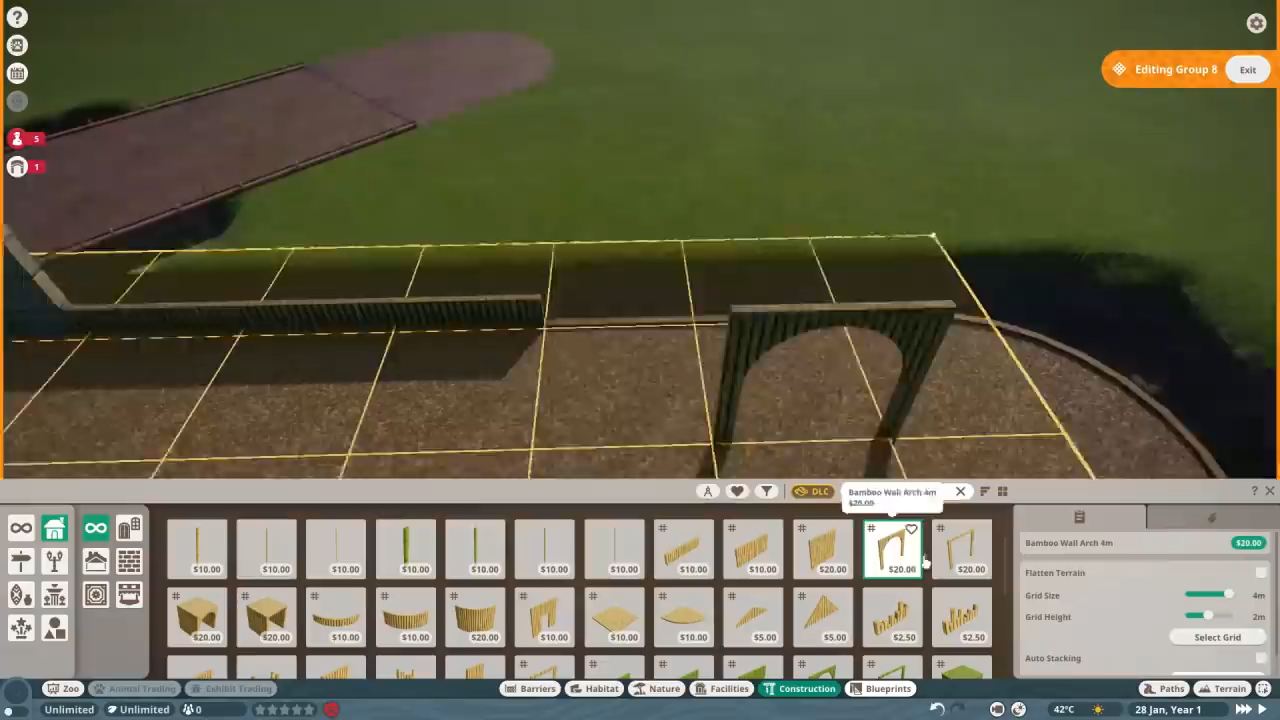 ?
Editing Group 8
Exit
5
1
DLC
Bamboo Wall Arch 4m
$20.00
?
$10.00
$10.00
$10.00
$10.00
$10.00
$10.00
$10.00
$10.00
$10.00
$20.00
$20.00
$20.00
$20.00
$20.00
$10.00
$10.00
$20.00
$10.00
$10.00
$10.00
$5.00
$5.00
$2.50
$2.50
Bamboo Wall Arch 4m
$20.00
Flatten Terrain
Grid Size
4m
Grid Height
2m
Select Grid
Auto Stacking
Zoo
Animal Trading
Exhibit Trading
Barriers
Habitat
Nature
Facilities
Construction
Blueprints
Paths
Terrain
Unlimited
Unlimited
0
42°C
28 Jan, Year 1